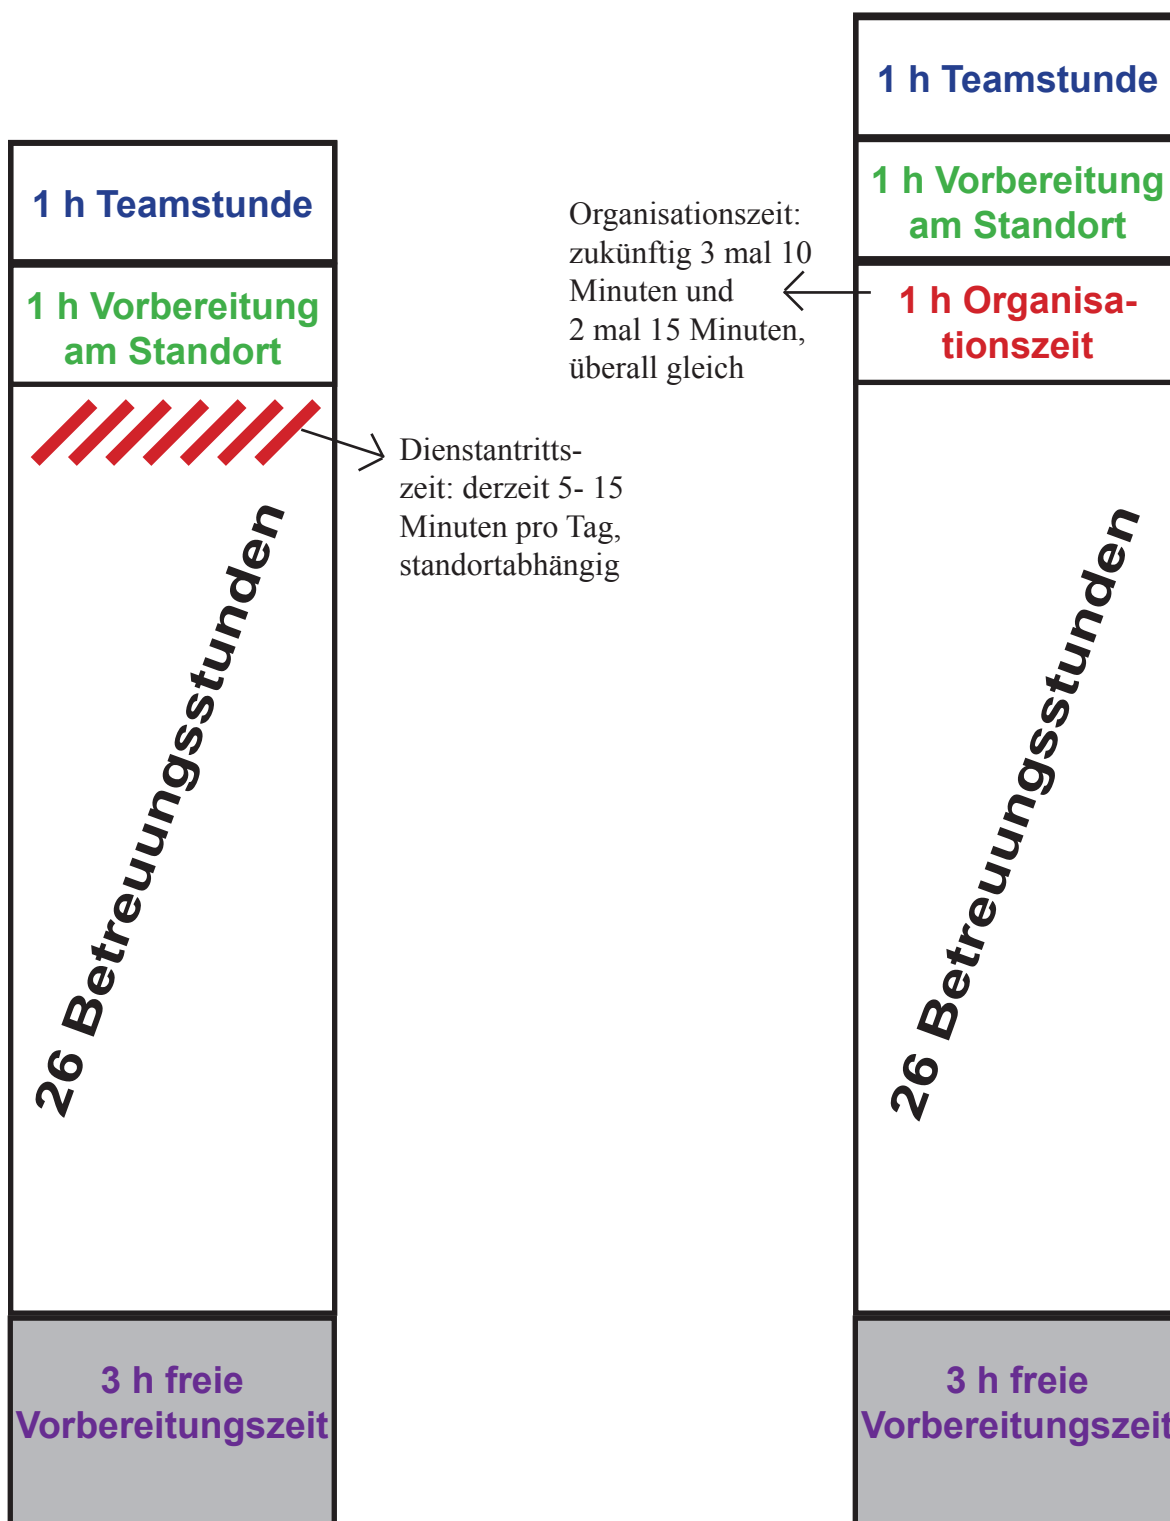 1 h Teamstunde
1 h Vorbereitung
am Standort
Dienstantritts-
zeit: derzeit 5- 15
Minuten pro Tag,
standortabhängig
26 Betreuungsstunden
3 h freie
Vorbereitungszeit
1 h Teamstunde
1 h Vorbereitung
am Standort
1 h Organisa-
tionszeit
Organisationszeit:
zukünftig 3 mal 10
Minuten und
2 mal 15 Minuten,
überall gleich
26 Betreuungsstunden
3 h freie
Vorbereitungszeit